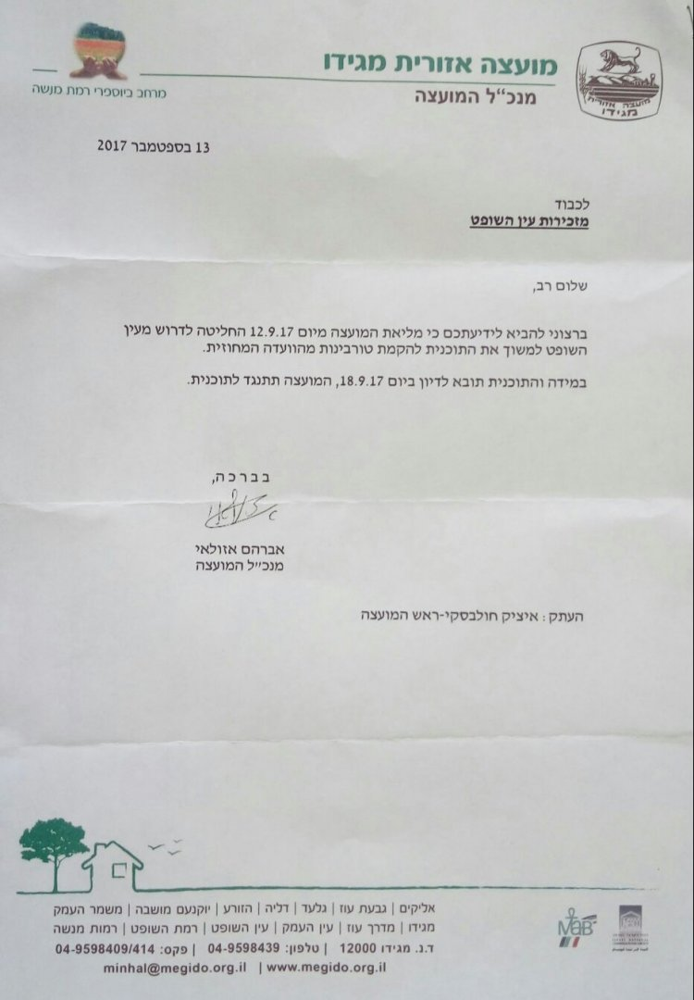 מועצה אזורית מגידו
מנכ"ל המועצה
מועצה אזורית
מגידו
מרחב ביוספרי רמת מנשה
13 בספטמבר 2017
לכבוד
מזכירות עין השופט
שלום רב,
ברצוני להביא לידיעתכם כי מליאת המועצה מיום 12.9.17 החליטה לדרוש מעין
השופט למשוך את התוכנית להקמת טורבינות מהוועדה המחוזית.
במידה והתוכנית תובא לדיון ביום 18.9.17, המועצה תתנגד לתוכנית.
בברכה,
אברהם אזולאי
מנכ"ל המועצה
העתק: איציק חולבסקי-ראש המועצה
אליקים | גבעת עוז | גלעד | דליה | הזורע | יוקנעם מושבה | משמר העמק
מגידו | מדרך עוז | עין העמק | עין השופט | רמת השופט | רמות מנשה
ד.נ. מגידו 12000 | טלפון: 04-9598439 | פקס: 04-9598409/414
minhal@megido.org.il | www.megido.org.il
MaB